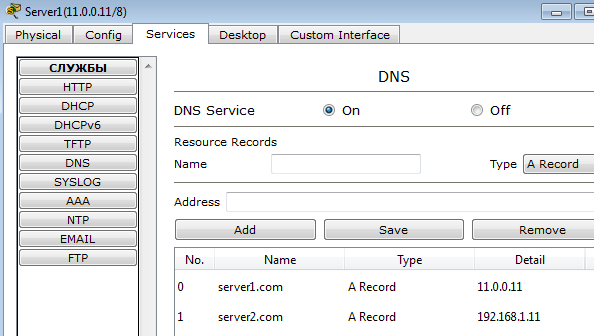 Server1(11.0.0.11/8)
Physical Config Services Desktop Custom Interface
СЛУЖБЫ
HTTP
DHCP
DHCPv6
TFTP
DNS
SYSLOG
AAA
NTP
EMAIL
FTP
DNS
DNS Service On Off
Resource Records
Name Type A Record
Address
Add Save Remove
No. Name Type Detail
0 server1.com A Record 11.0.0.11
1 server2.com A Record 192.168.1.11